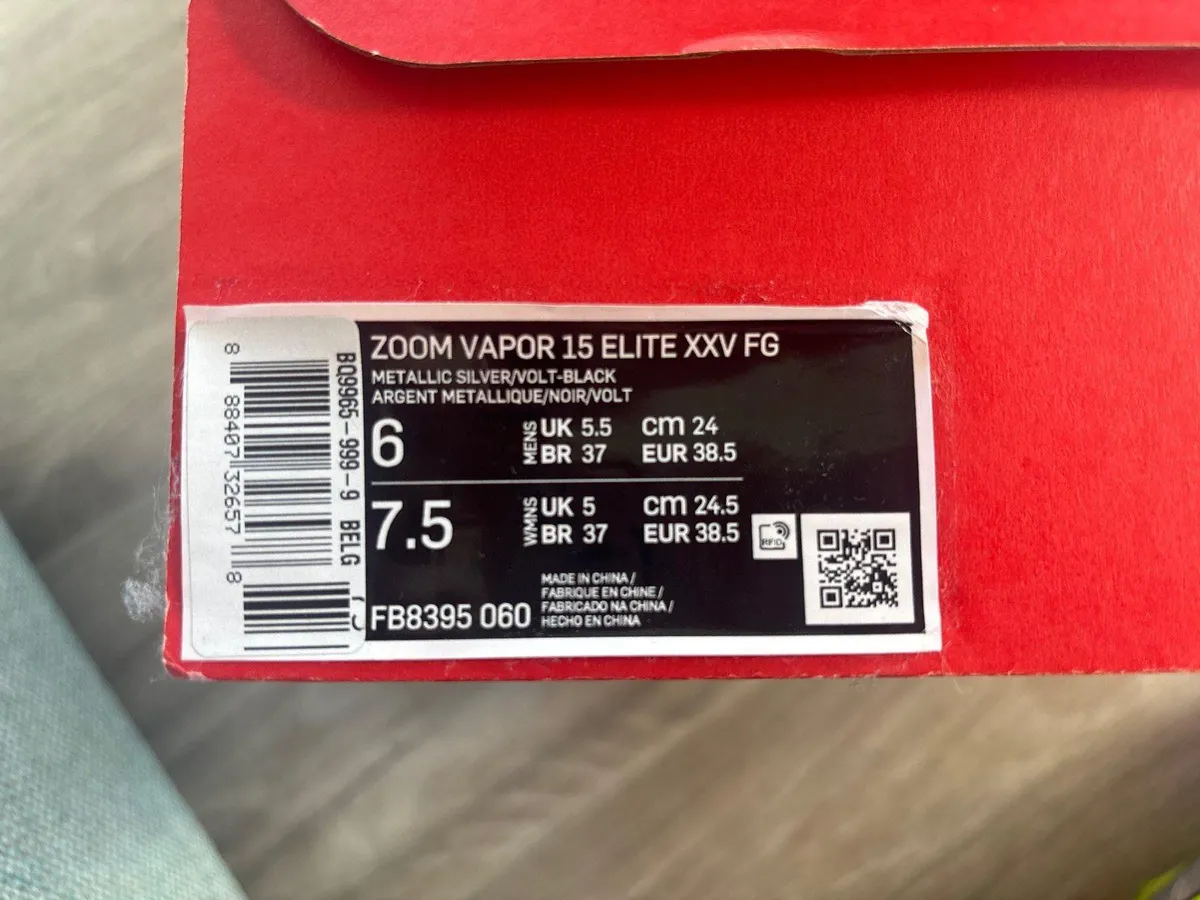 8 88407 32657 8
BQ9965-999-9 BELG
ZOOM VAPOR 15 ELITE XXV FG
METALLIC SILVER/VOLT-BLACK
ARGENT METALLIQUE/NOIR/VOLT
6 MENS UK 5.5 cm 24
BR 37 EUR 38.5
7.5 WMNS UK 5 cm 24.5
BR 37 EUR 38.5
RFID
MADE IN CHINA /
FABRIQUE EN CHINE /
FABRICADO NA CHINA /
HECHO EN CHINA
FB8395 060